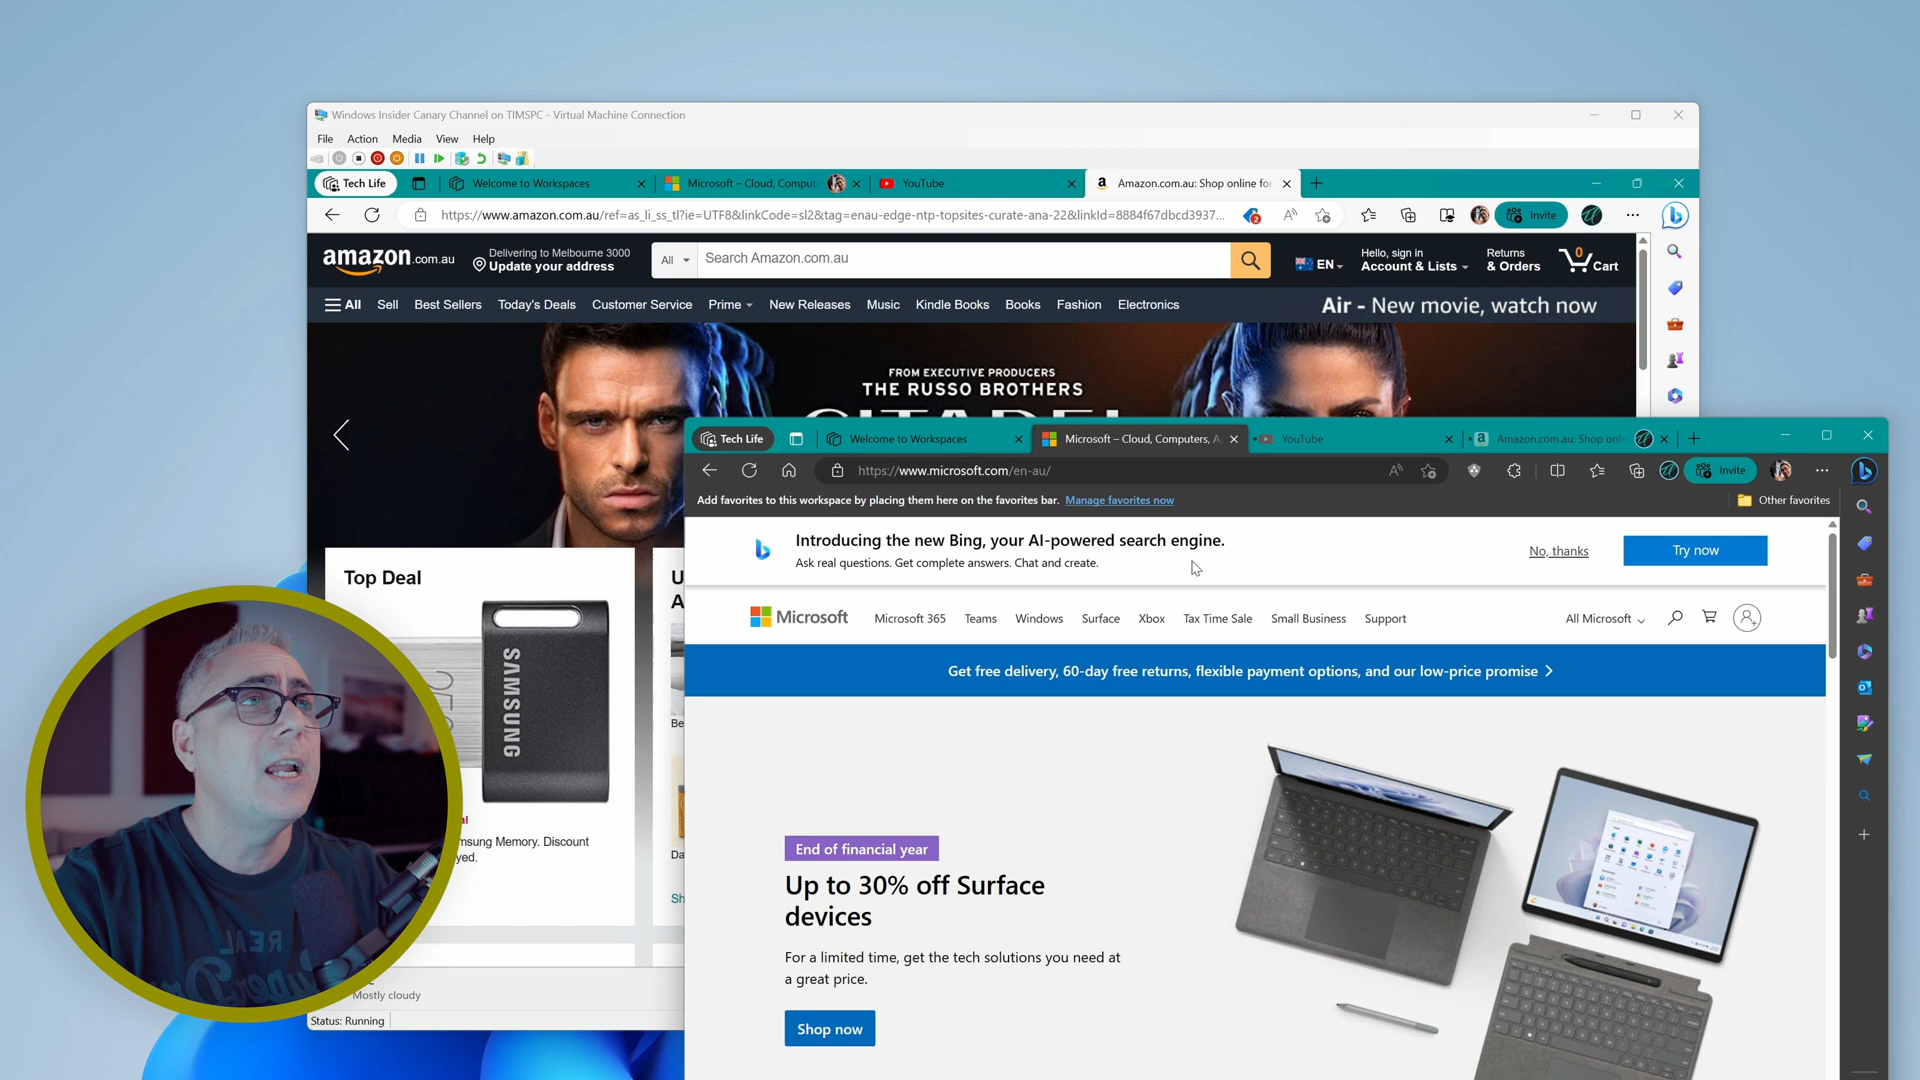 Windows Insider Canary Channel on TIMSPC - Virtual Machine Connection
File Action Media View Help
Tech Life
Welcome to Workspaces
Microsoft – Cloud, Comput
YouTube
Amazon.com.au: Shop online for
https://www.amazon.com.au/ref=as_li_ss_tl?ie=UTF8&linkCode=sl2&tag=enau-edge-ntp-topsites-curate-ana-22&linkId=8884f67dbcd3937...
2
Invite
amazon.com.au
Delivering to Melbourne 3000
Update your address
All
Search Amazon.com.au
EN
Hello, sign in
Account & Lists
Returns
& Orders
0
Cart
All
Sell
Best Sellers
Today's Deals
Customer Service
Prime
New Releases
Music
Kindle Books
Books
Fashion
Electronics
Air - New movie, watch now
FROM EXECUTIVE PRODUCERS
THE RUSSO BROTHERS
CITADEL
Top Deal
SAMSUNG
Samsung Memory. Discount
Mostly cloudy
Status: Running
Tech Life
Welcome to Workspaces
Microsoft – Cloud, Computers, A
YouTube
Amazon.com.au: Shop onli
https://www.microsoft.com/en-au/
Invite
Add favorites to this workspace by placing them here on the favorites bar. Manage favorites now
Other favorites
Introducing the new Bing, your AI-powered search engine.
Ask real questions. Get complete answers. Chat and create.
No, thanks
Try now
Microsoft
Microsoft 365
Teams
Windows
Surface
Xbox
Tax Time Sale
Small Business
Support
All Microsoft
Get free delivery, 60-day free returns, flexible payment options, and our low-price promise
End of financial year
Up to 30% off Surface
devices
For a limited time, get the tech solutions you need at
a great price.
Shop now
REAL